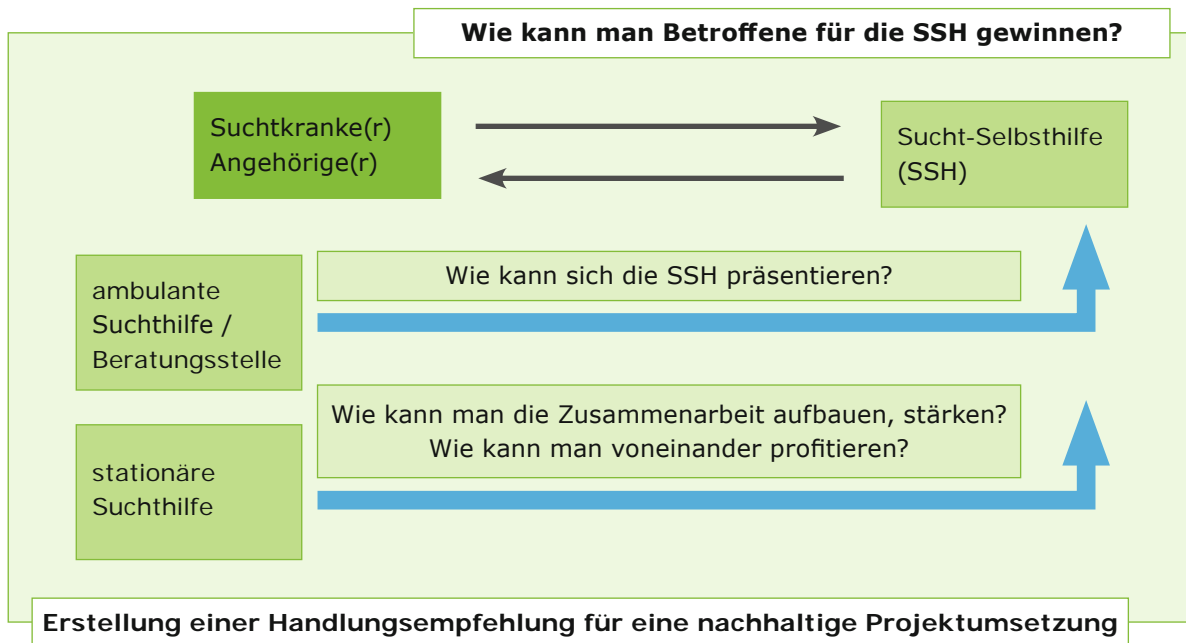 Wie kann man Betroffene für die SSH gewinnen?
Suchtkranke(r)
Angehörige(r)
Sucht-Selbsthilfe
(SSH)
ambulante
Suchthilfe /
Beratungsstelle
Wie kann sich die SSH präsentieren?
Wie kann man die Zusammenarbeit aufbauen, stärken?
Wie kann man voneinander profitieren?
stationäre
Suchthilfe
Erstellung einer Handlungsempfehlung für eine nachhaltige Projektumsetzung